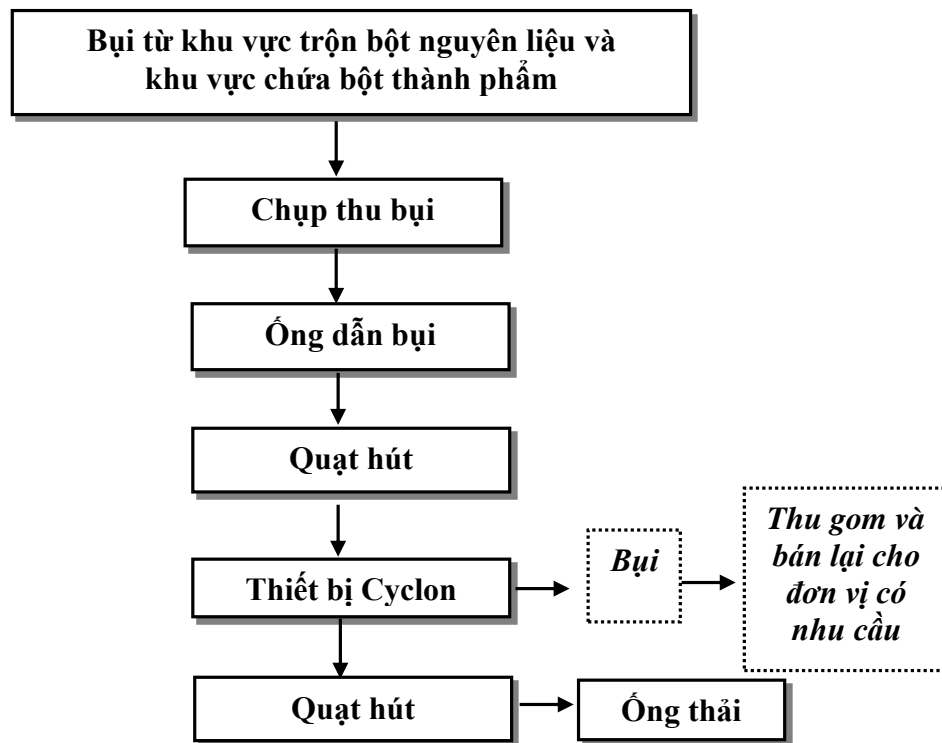 Bụi từ khu vực trộn bột nguyên liệu và
khu vực chứa bột thành phẩm
Chụp thu bụi
Ống dẫn bụi
Quạt hút
Thiết bị Cyclon
Bụi
Thu gom và
bán lại cho
đơn vị có
nhu cầu
Quạt hút
Ống thải